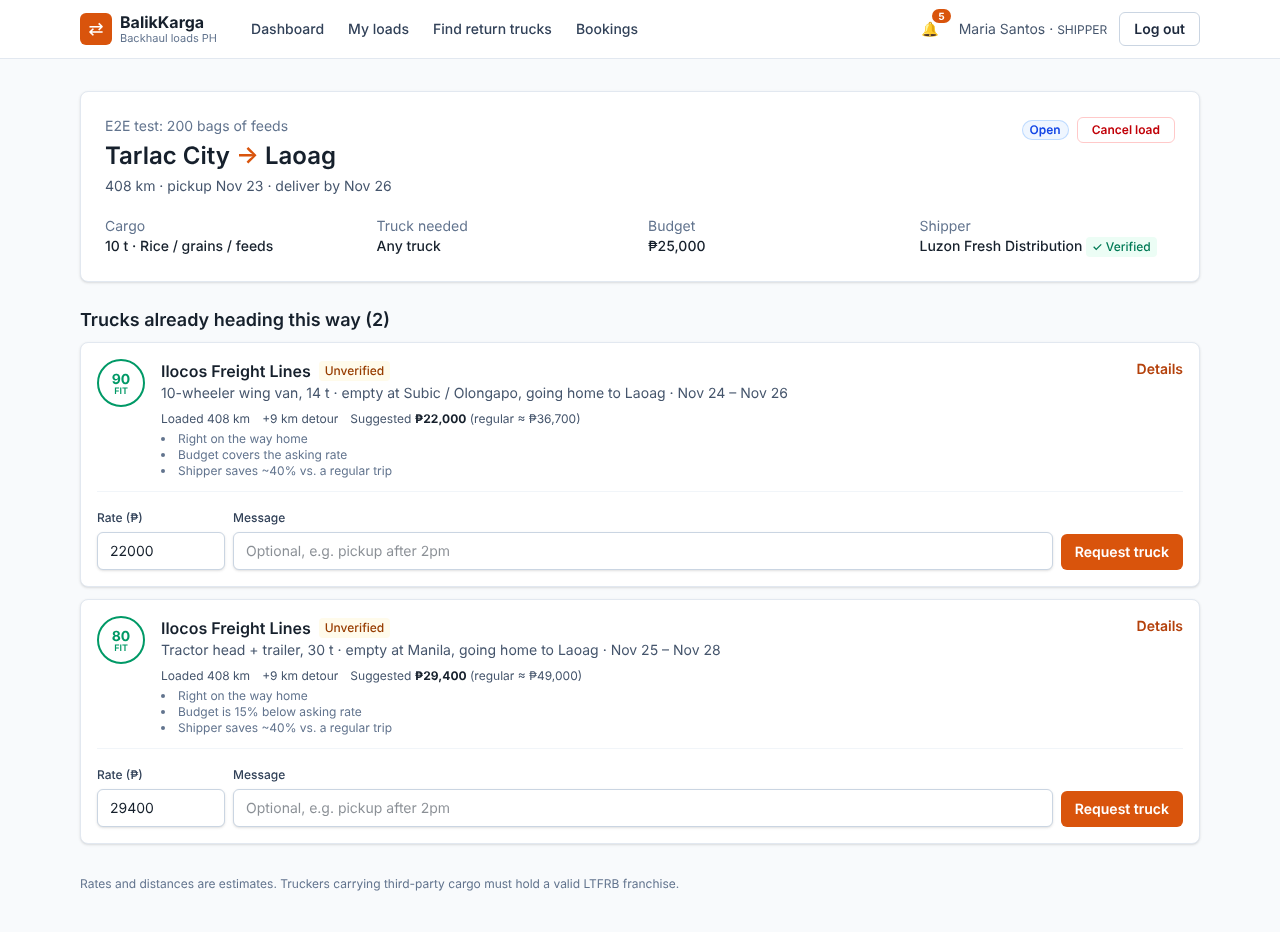 BalikKarga
Backhaul loads PH
Dashboard
My loads
Find return trucks
Bookings
5
Maria Santos · SHIPPER
Log out
E2E test: 200 bags of feeds
Open
Cancel load
Tarlac City → Laoag
408 km · pickup Nov 23 · deliver by Nov 26
Cargo
10 t · Rice / grains / feeds
Truck needed
Any truck
Budget
₱25,000
Shipper
Luzon Fresh Distribution ✓ Verified
Trucks already heading this way (2)
90
FIT
Ilocos Freight Lines Unverified
Details
10-wheeler wing van, 14 t · empty at Subic / Olongapo, going home to Laoag · Nov 24 – Nov 26
Loaded 408 km +9 km detour Suggested ₱22,000 (regular ≈ ₱36,700)
• Right on the way home
• Budget covers the asking rate
• Shipper saves ~40% vs. a regular trip
Rate (₱)
Message
22000
Optional, e.g. pickup after 2pm
Request truck
80
FIT
Ilocos Freight Lines Unverified
Details
Tractor head + trailer, 30 t · empty at Manila, going home to Laoag · Nov 25 – Nov 28
Loaded 408 km +9 km detour Suggested ₱29,400 (regular ≈ ₱49,000)
• Right on the way home
• Budget is 15% below asking rate
• Shipper saves ~40% vs. a regular trip
Rate (₱)
Message
29400
Optional, e.g. pickup after 2pm
Request truck
Rates and distances are estimates. Truckers carrying third-party cargo must hold a valid LTFRB franchise.